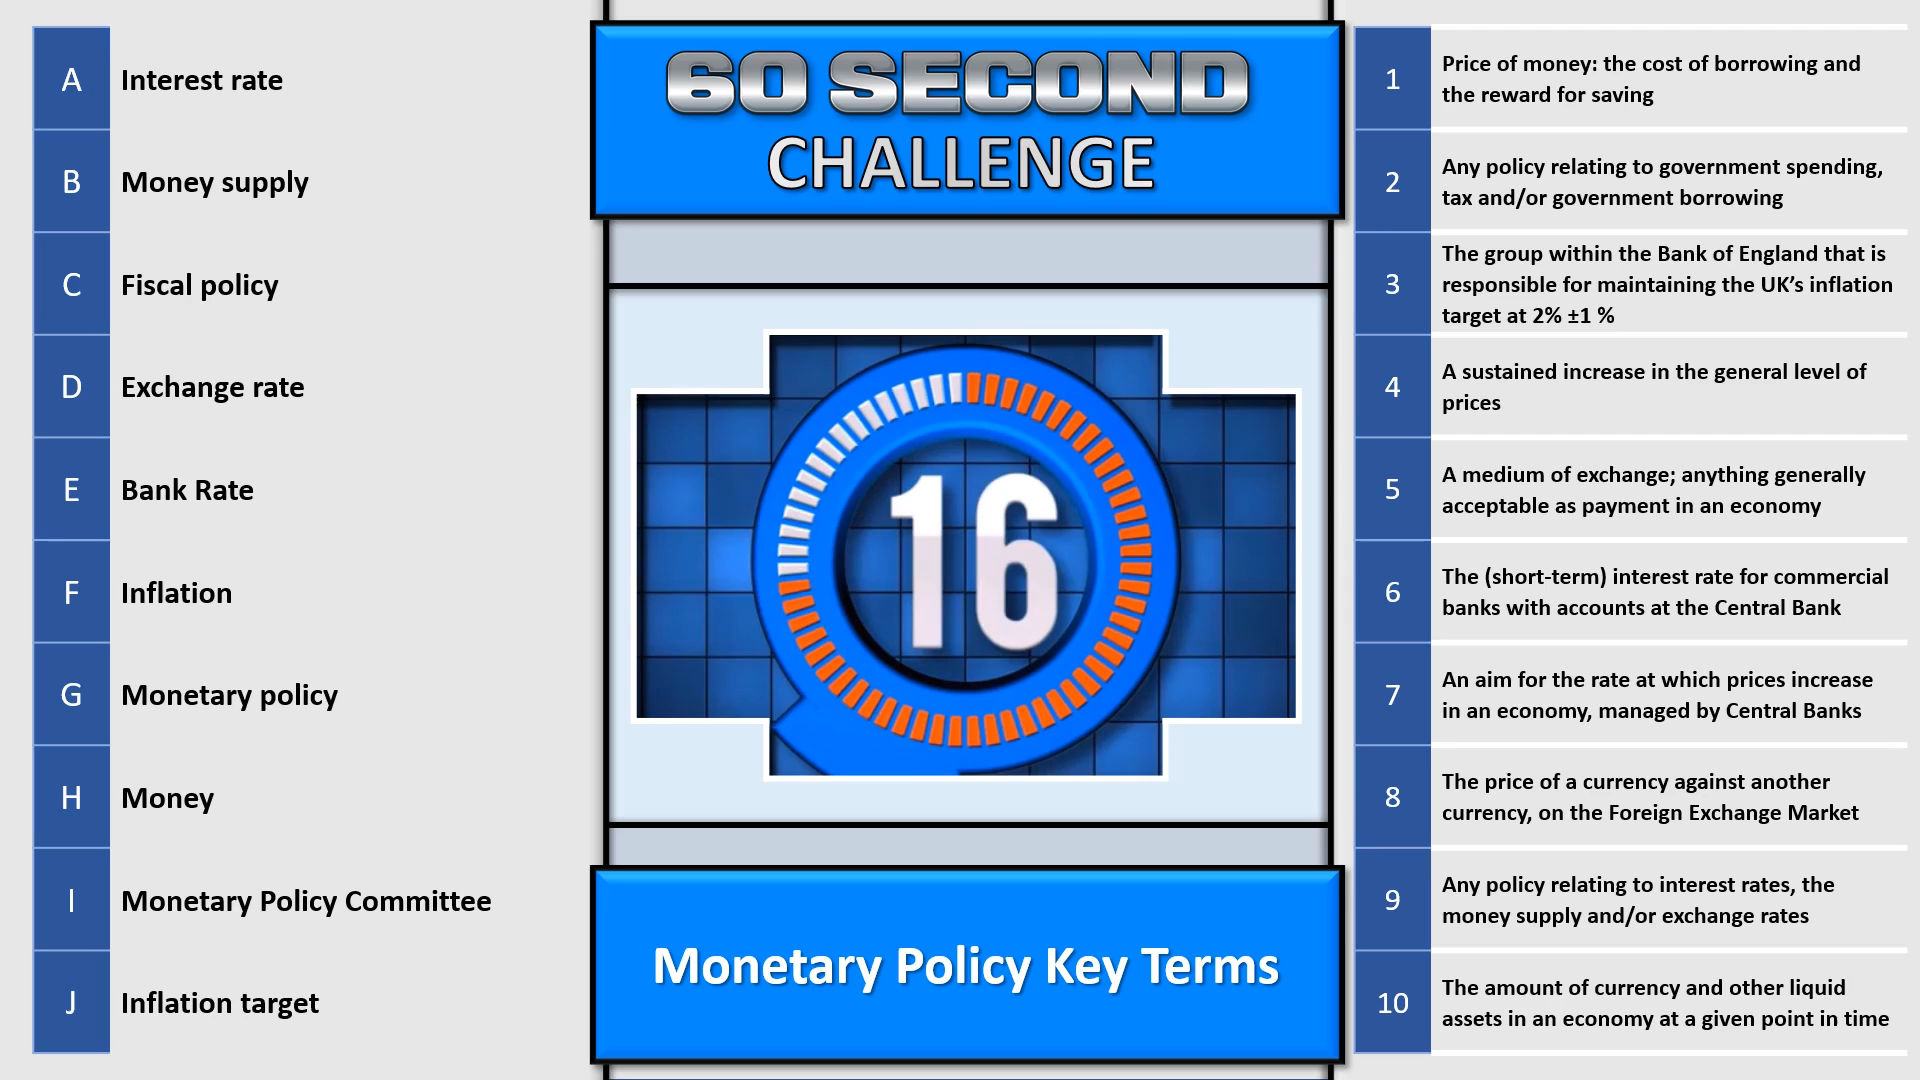 A
Interest rate
B
Money supply
C
Fiscal policy
D
Exchange rate
E
Bank Rate
F
Inflation
G
Monetary policy
H
Money
I
Monetary Policy Committee
J
Inflation target
60 SECOND
CHALLENGE
16
Monetary Policy Key Terms
1
Price of money: the cost of borrowing and
the reward for saving
2
Any policy relating to government spending,
tax and/or government borrowing
3
The group within the Bank of England that is
responsible for maintaining the UK’s inflation
target at 2% ±1 %
4
A sustained increase in the general level of
prices
5
A medium of exchange; anything generally
acceptable as payment in an economy
6
The (short-term) interest rate for commercial
banks with accounts at the Central Bank
7
An aim for the rate at which prices increase
in an economy, managed by Central Banks
8
The price of a currency against another
currency, on the Foreign Exchange Market
9
Any policy relating to interest rates, the
money supply and/or exchange rates
10
The amount of currency and other liquid
assets in an economy at a given point in time